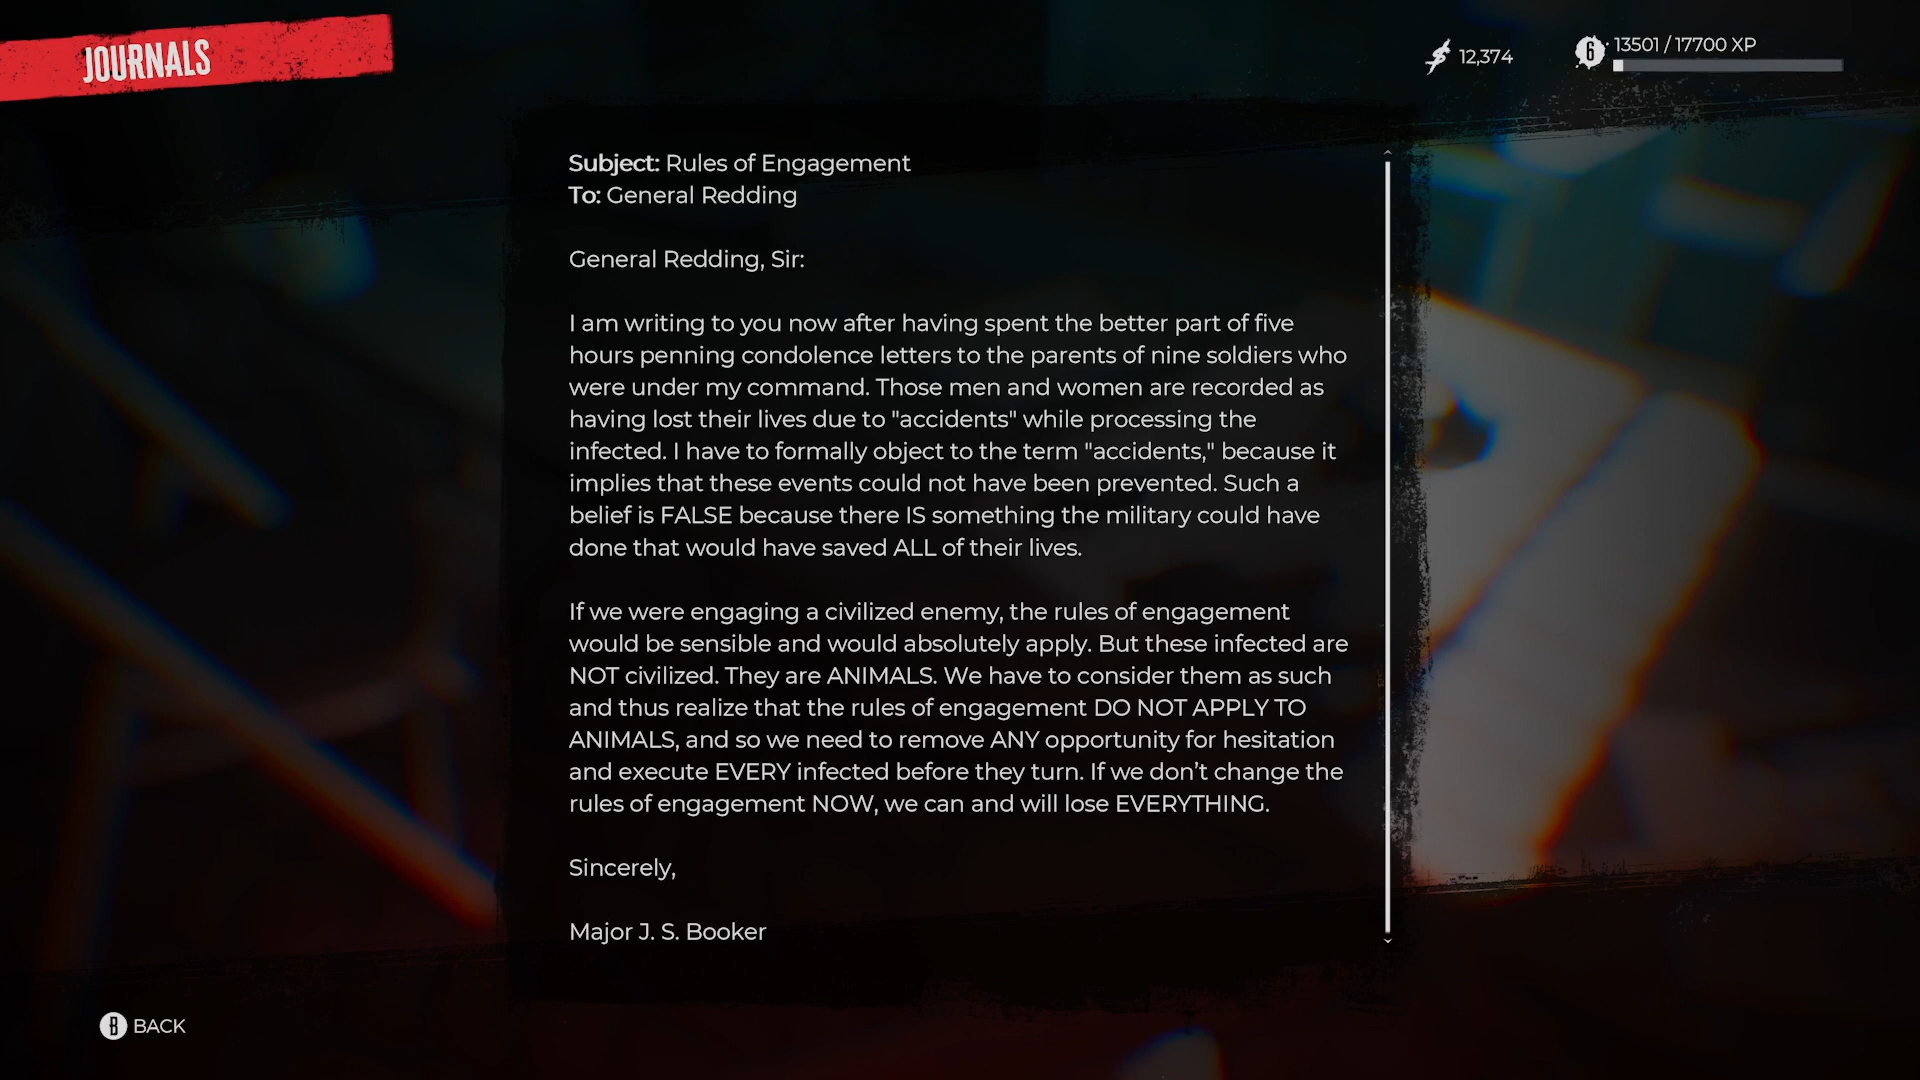 JOURNALS
12,374
6 13501 / 17700 XP
Subject: Rules of Engagement
To: General Redding
General Redding, Sir:
I am writing to you now after having spent the better part of five
hours penning condolence letters to the parents of nine soldiers who
were under my command. Those men and women are recorded as
having lost their lives due to "accidents" while processing the
infected. I have to formally object to the term "accidents," because it
implies that these events could not have been prevented. Such a
belief is FALSE because there IS something the military could have
done that would have saved ALL of their lives.
If we were engaging a civilized enemy, the rules of engagement
would be sensible and would absolutely apply. But these infected are
NOT civilized. They are ANIMALS. We have to consider them as such
and thus realize that the rules of engagement DO NOT APPLY TO
ANIMALS, and so we need to remove ANY opportunity for hesitation
and execute EVERY infected before they turn. If we don’t change the
rules of engagement NOW, we can and will lose EVERYTHING.
Sincerely,
Major J. S. Booker
B BACK